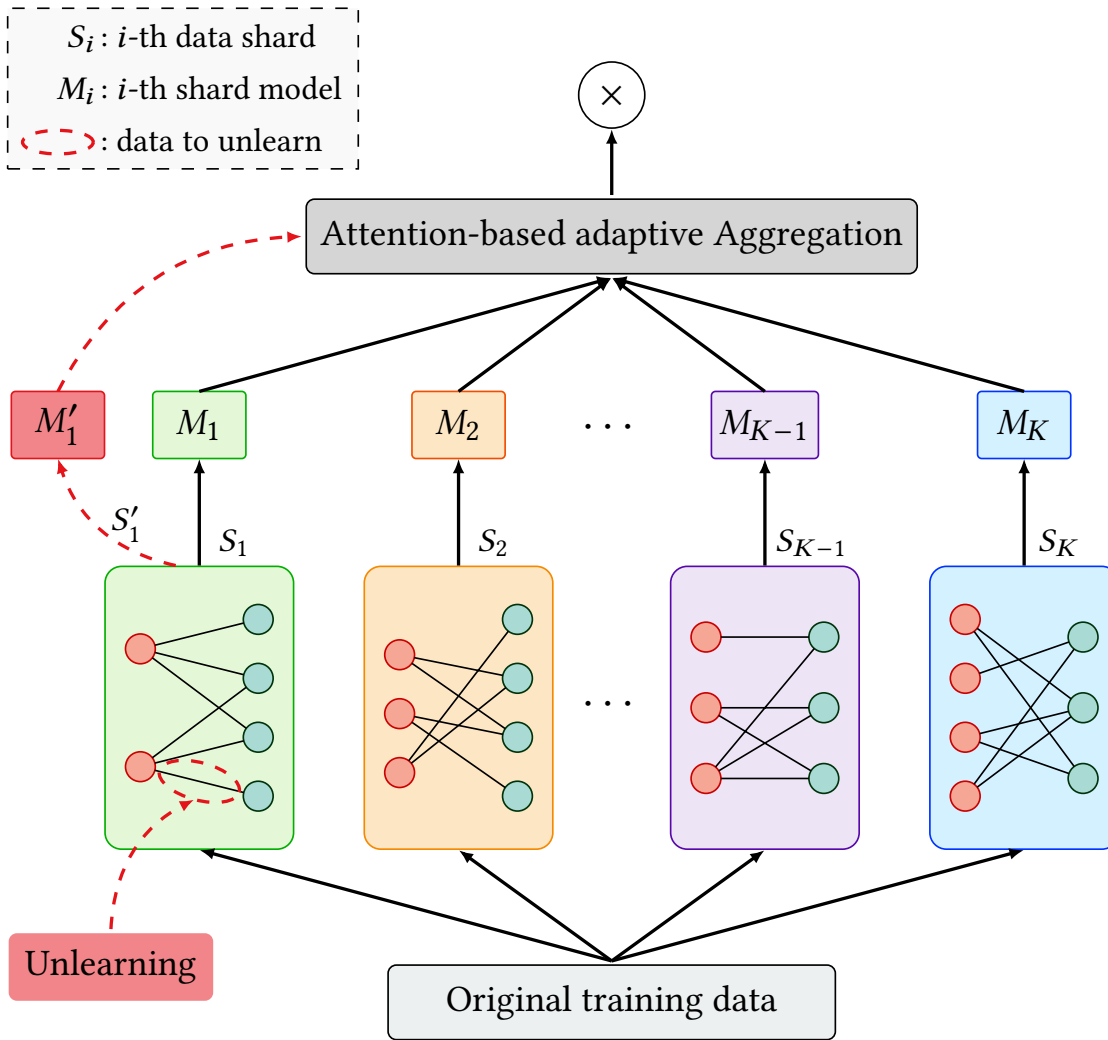 S_i : i-th data shard
M_i : i-th shard model
: data to unlearn
×
Attention-based adaptive Aggregation
M′_1 M_1 M_2 · · · M_{K−1} M_K
S′_1 S_1 S_2 S_{K−1} S_K
· · ·
Unlearning
Original training data